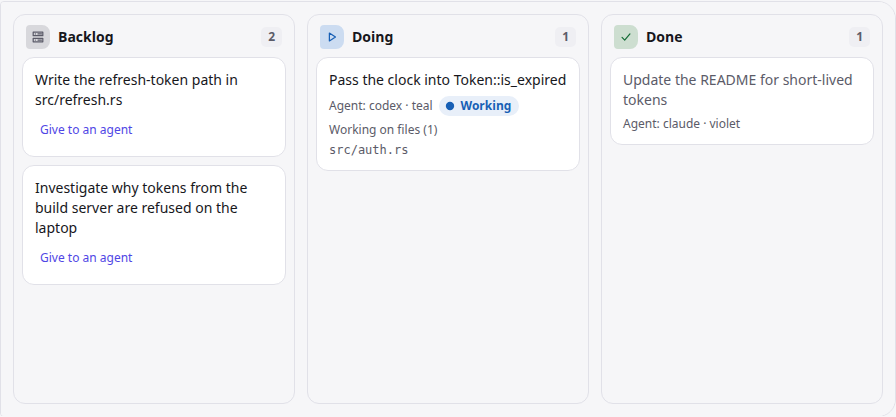 Backlog
2
Write the refresh-token path in
src/refresh.rs
Give to an agent
Investigate why tokens from the
build server are refused on the
laptop
Give to an agent
Doing
1
Pass the clock into Token::is_expired
Agent: codex · teal
Working
Working on files (1)
src/auth.rs
Done
1
Update the README for short-lived
tokens
Agent: claude · violet